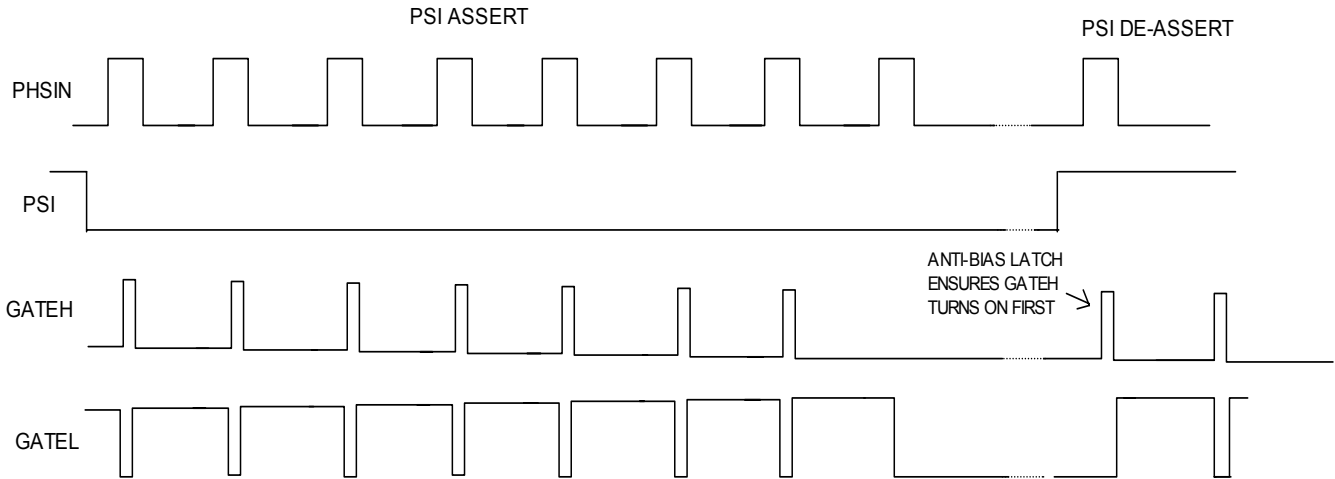 PSI ASSERT
PSI DE-ASSERT
PHSIN
PSI
ANTI-BIAS LATCH
ENSURES GATEH
TURNS ON FIRST
GATEH
GATEL